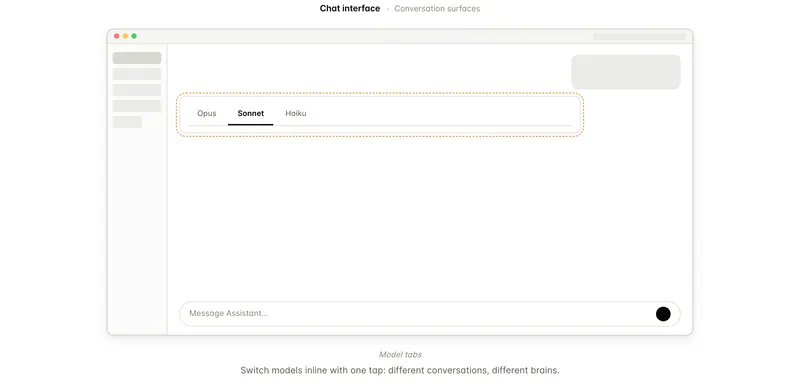 Chat interface · Conversation surfaces
Opus Sonnet Haiku
Message Assistant...
Model tabs
Switch models inline with one tap: different conversations, different brains.